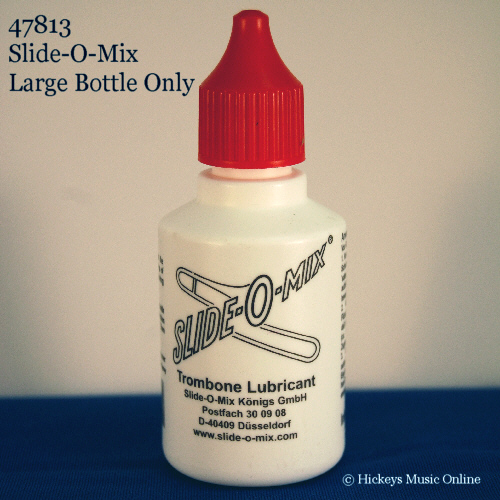 47813
Slide-O-Mix
Large Bottle Only
SLIDE-O-MIX®
Trombone Lubricant
Slide-O-Mix Königs GmbH
Postfach 30 09 08
D-40409 Düsseldorf
www.slide-o-mix.com
© Hickeys Music Online